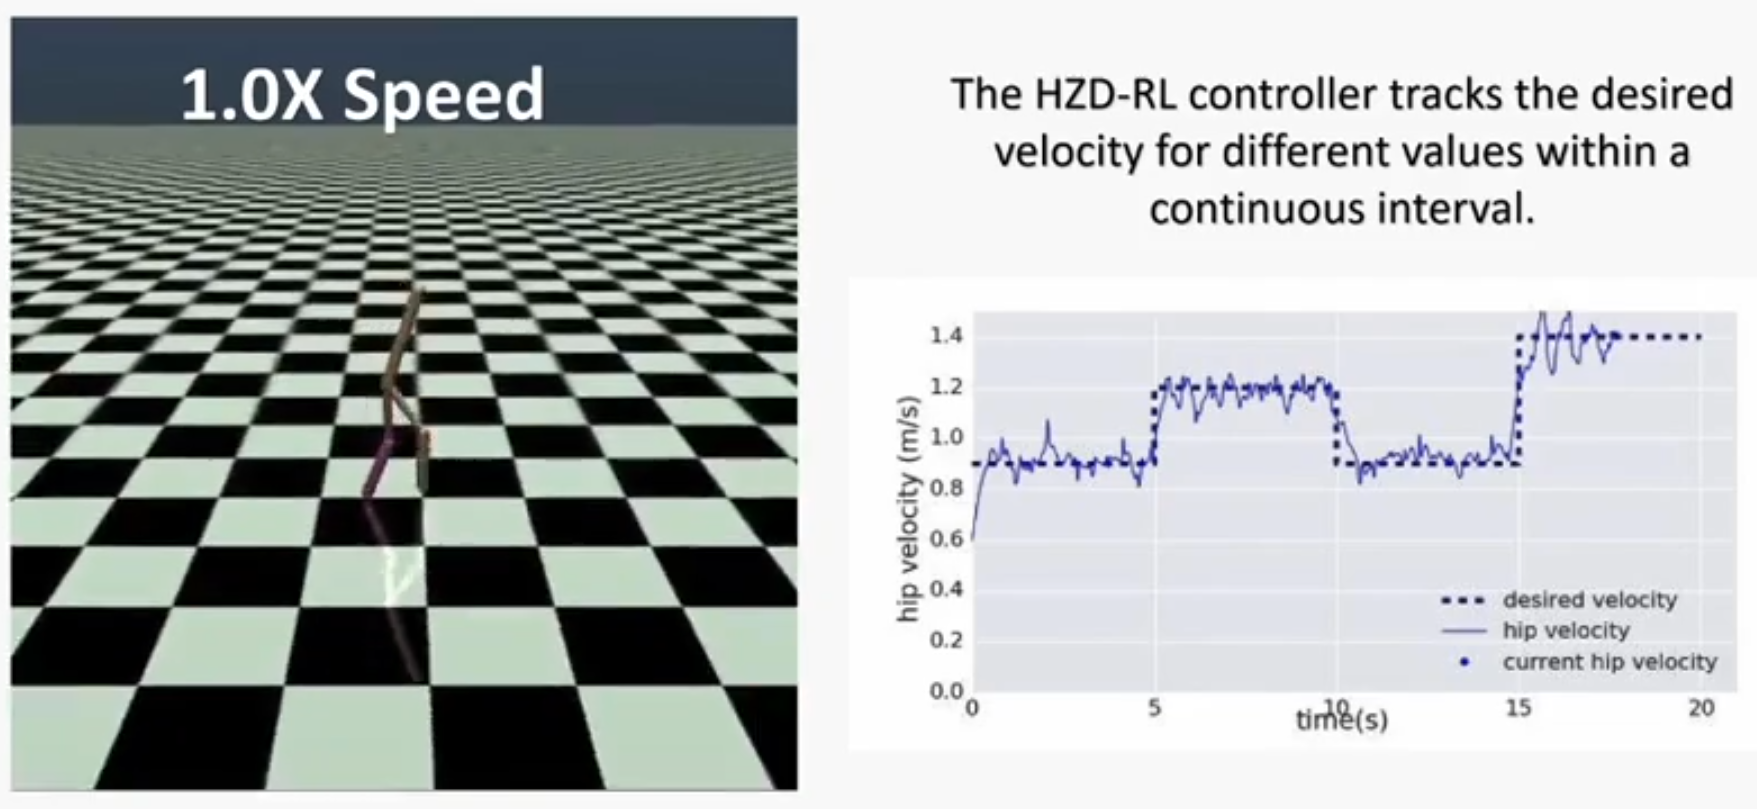 1.0X Speed
The HZD-RL controller tracks the desired
velocity for different values within a
continuous interval.
hip velocity (m/s)
1.4
1.2
1.0
0.8
0.6
0.4
0.2
0.0
desired velocity
hip velocity
current hip velocity
0 5 10 15 20
time(s)